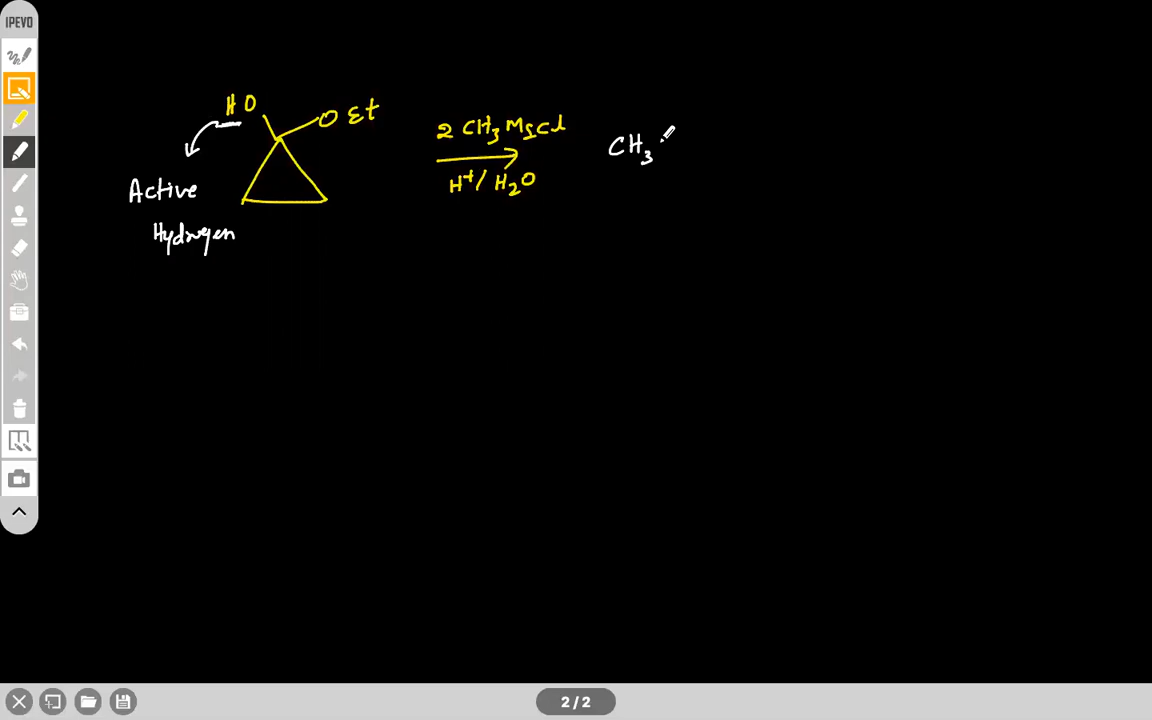 IPEVO
HO
OEt
2 CH3MgCl
H+/H2O
CH3
Active
Hydrogen
2/2